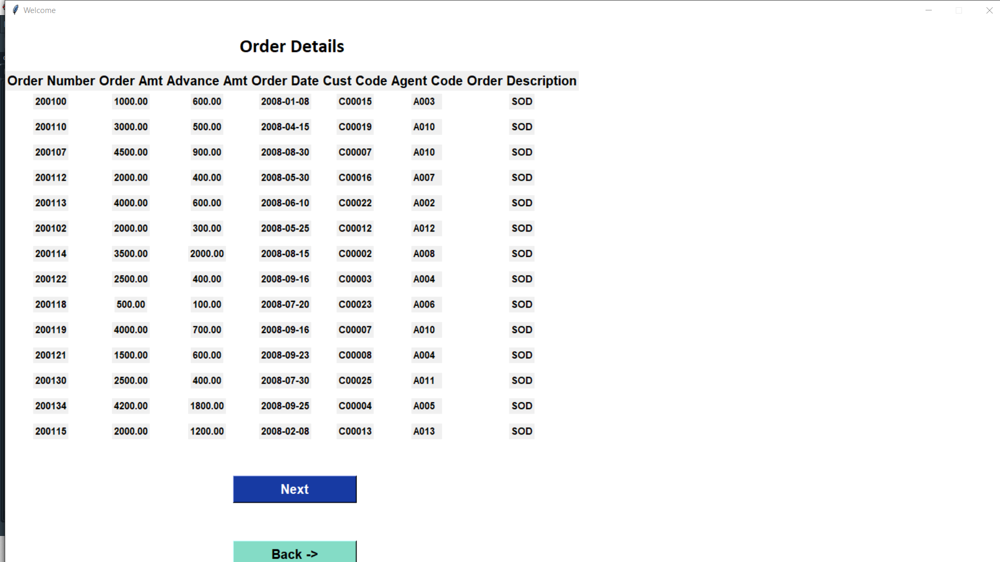 Welcome
Order Details
Order Number Order Amt Advance Amt Order Date Cust Code Agent Code Order Description
200100 1000.00 600.00 2008-01-08 C00015 A003 SOD
200110 3000.00 500.00 2008-04-15 C00019 A010 SOD
200107 4500.00 900.00 2008-08-30 C00007 A010 SOD
200112 2000.00 400.00 2008-05-30 C00016 A007 SOD
200113 4000.00 600.00 2008-06-10 C00022 A002 SOD
200102 2000.00 300.00 2008-05-25 C00012 A012 SOD
200114 3500.00 2000.00 2008-08-15 C00002 A008 SOD
200122 2500.00 400.00 2008-09-16 C00003 A004 SOD
200118 500.00 100.00 2008-07-20 C00023 A006 SOD
200119 4000.00 700.00 2008-09-16 C00007 A010 SOD
200121 1500.00 600.00 2008-09-23 C00008 A004 SOD
200130 2500.00 400.00 2008-07-30 C00025 A011 SOD
200134 4200.00 1800.00 2008-09-25 C00004 A005 SOD
200115 2000.00 1200.00 2008-02-08 C00013 A013 SOD
Next
Back ->